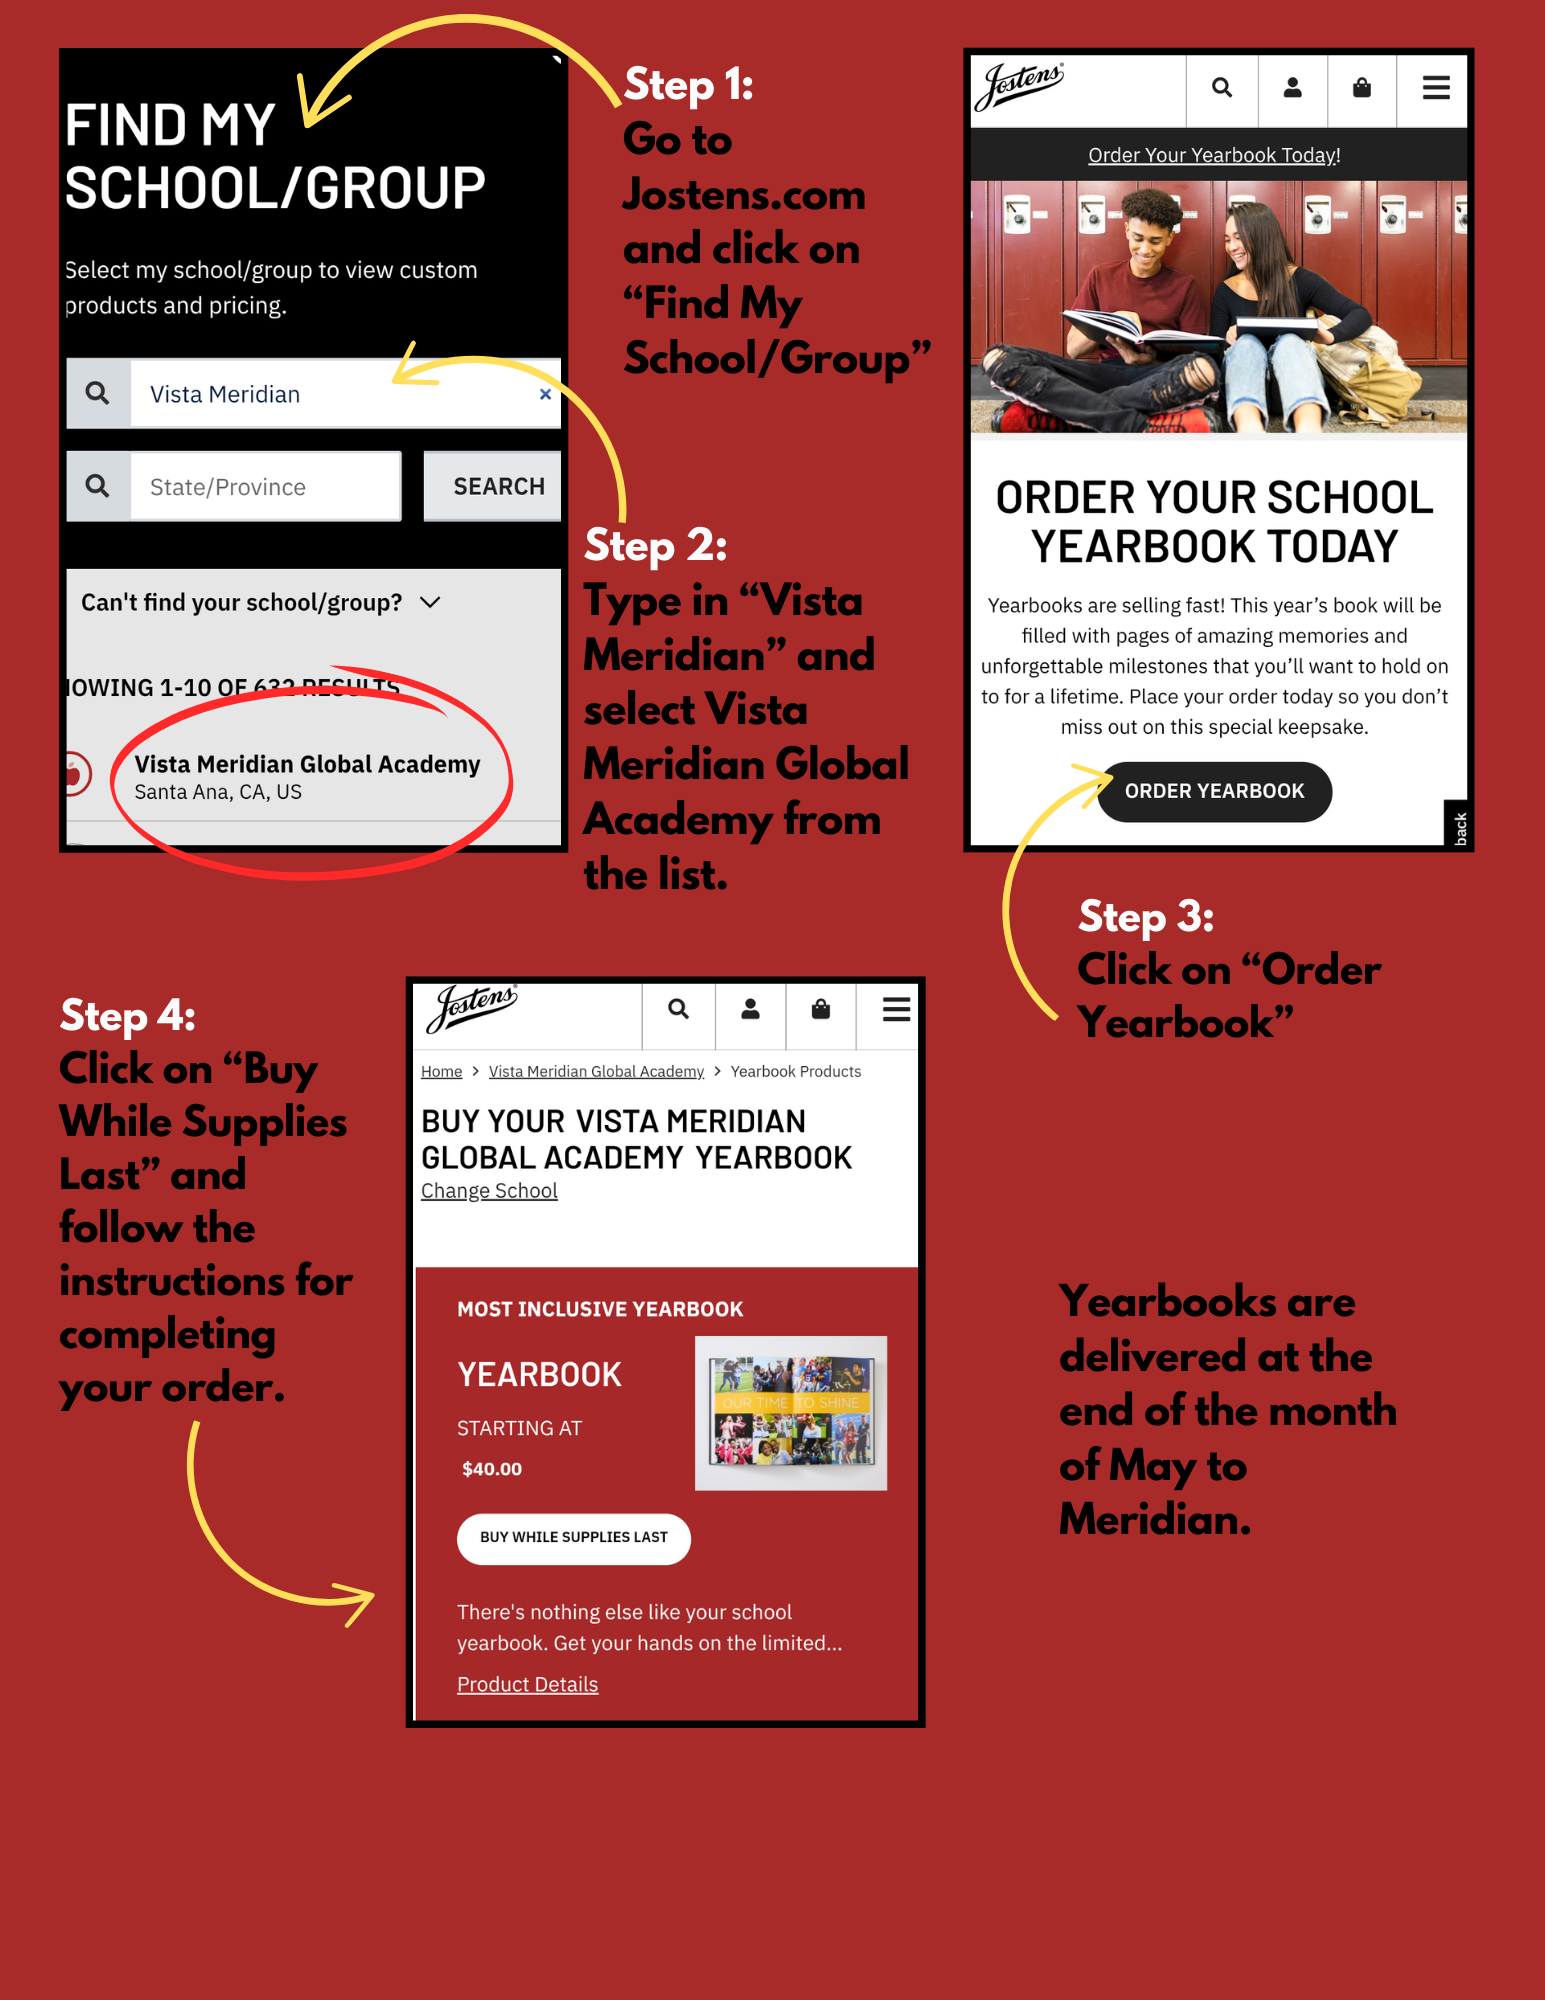 FIND MY
SCHOOL/GROUP
Select my school/group to view custom
products and pricing.
Vista Meridian
×
State/Province
SEARCH
Can't find your school/group?
OWING 1-10 OF 632 RESULTS
Vista Meridian Global Academy
Santa Ana, CA, US
Step 1:
Go to
Jostens.com
and click on
“Find My
School/Group”
Step 2:
Type in “Vista
Meridian” and
select Vista
Meridian Global
Academy from
the list.
Jostens®
Order Your Yearbook Today!
ORDER YOUR SCHOOL
YEARBOOK TODAY
Yearbooks are selling fast! This year’s book will be
filled with pages of amazing memories and
unforgettable milestones that you’ll want to hold on
to for a lifetime. Place your order today so you don’t
miss out on this special keepsake.
ORDER YEARBOOK
back
Step 3:
Click on “Order
Yearbook”
Step 4:
Click on “Buy
While Supplies
Last” and
follow the
instructions for
completing
your order.
Jostens®
Home > Vista Meridian Global Academy > Yearbook Products
BUY YOUR VISTA MERIDIAN
GLOBAL ACADEMY YEARBOOK
Change School
MOST INCLUSIVE YEARBOOK
YEARBOOK
STARTING AT
$40.00
OUR TIME TO SHINE
BUY WHILE SUPPLIES LAST
There's nothing else like your school
yearbook. Get your hands on the limited...
Product Details
Yearbooks are
delivered at the
end of the month
of May to
Meridian.